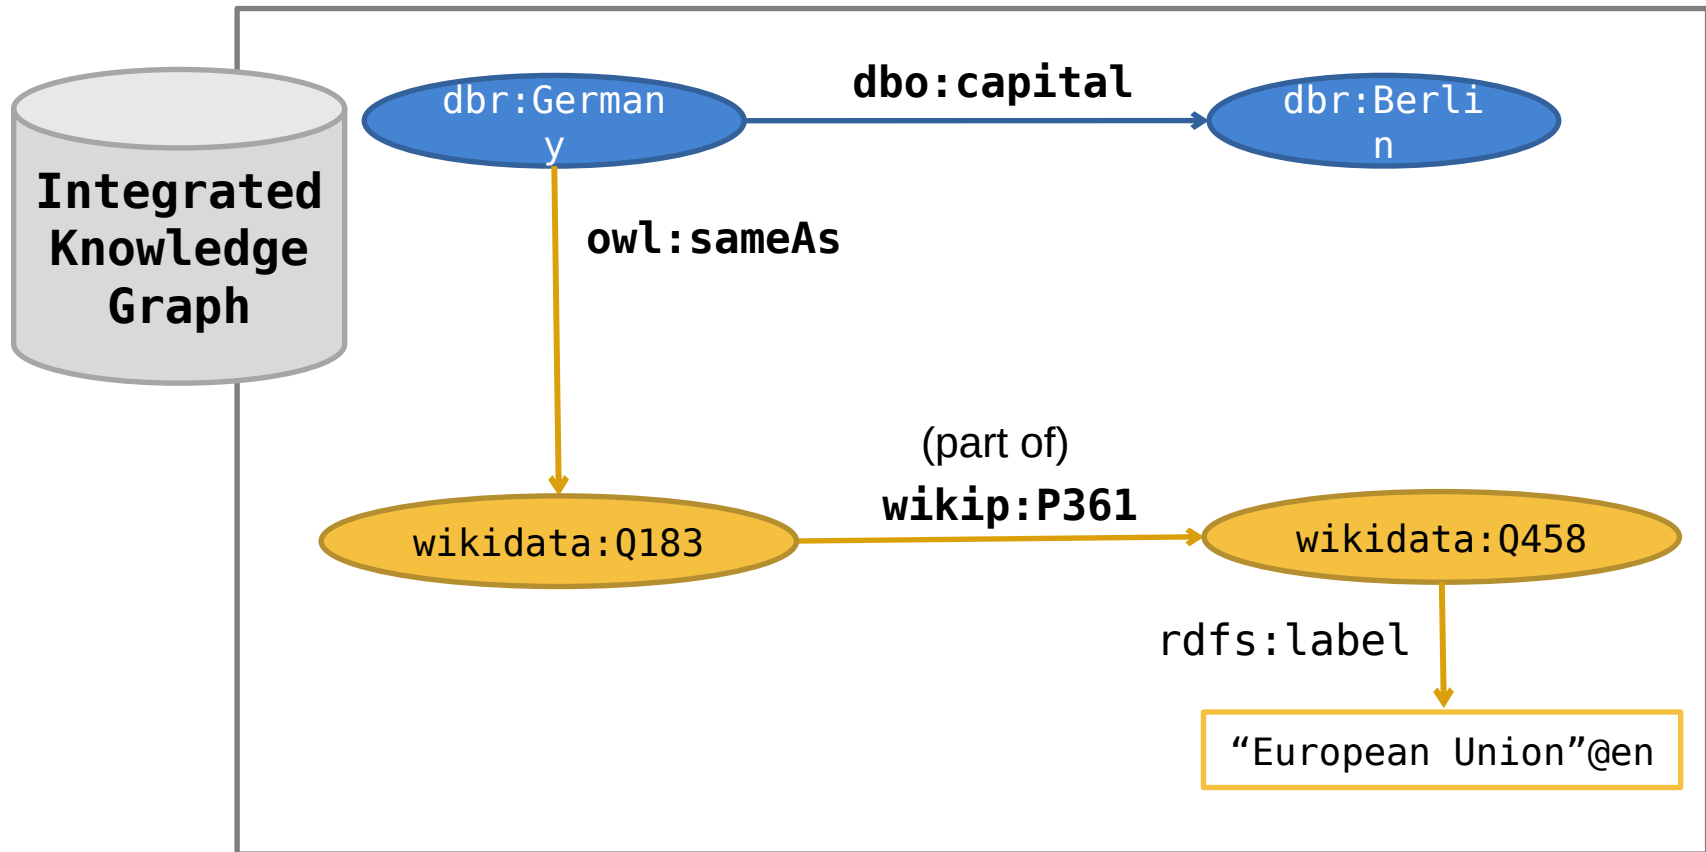 dbo:capital
dbr:German
y
dbr:Berli
n
Integrated
Knowledge
Graph
owl:sameAs
(part of)
wikip:P361
wikidata:Q183
wikidata:Q458
rdfs:label
“European Union”@en